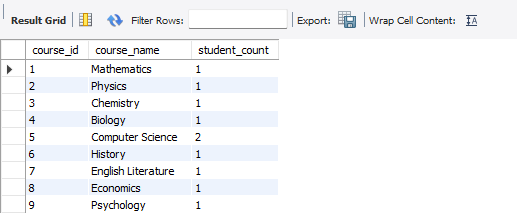 Result Grid Filter Rows: Export: Wrap Cell Content:
course_id course_name student_count
1 Mathematics 1
2 Physics 1
3 Chemistry 1
4 Biology 1
5 Computer Science 2
6 History 1
7 English Literature 1
8 Economics 1
9 Psychology 1